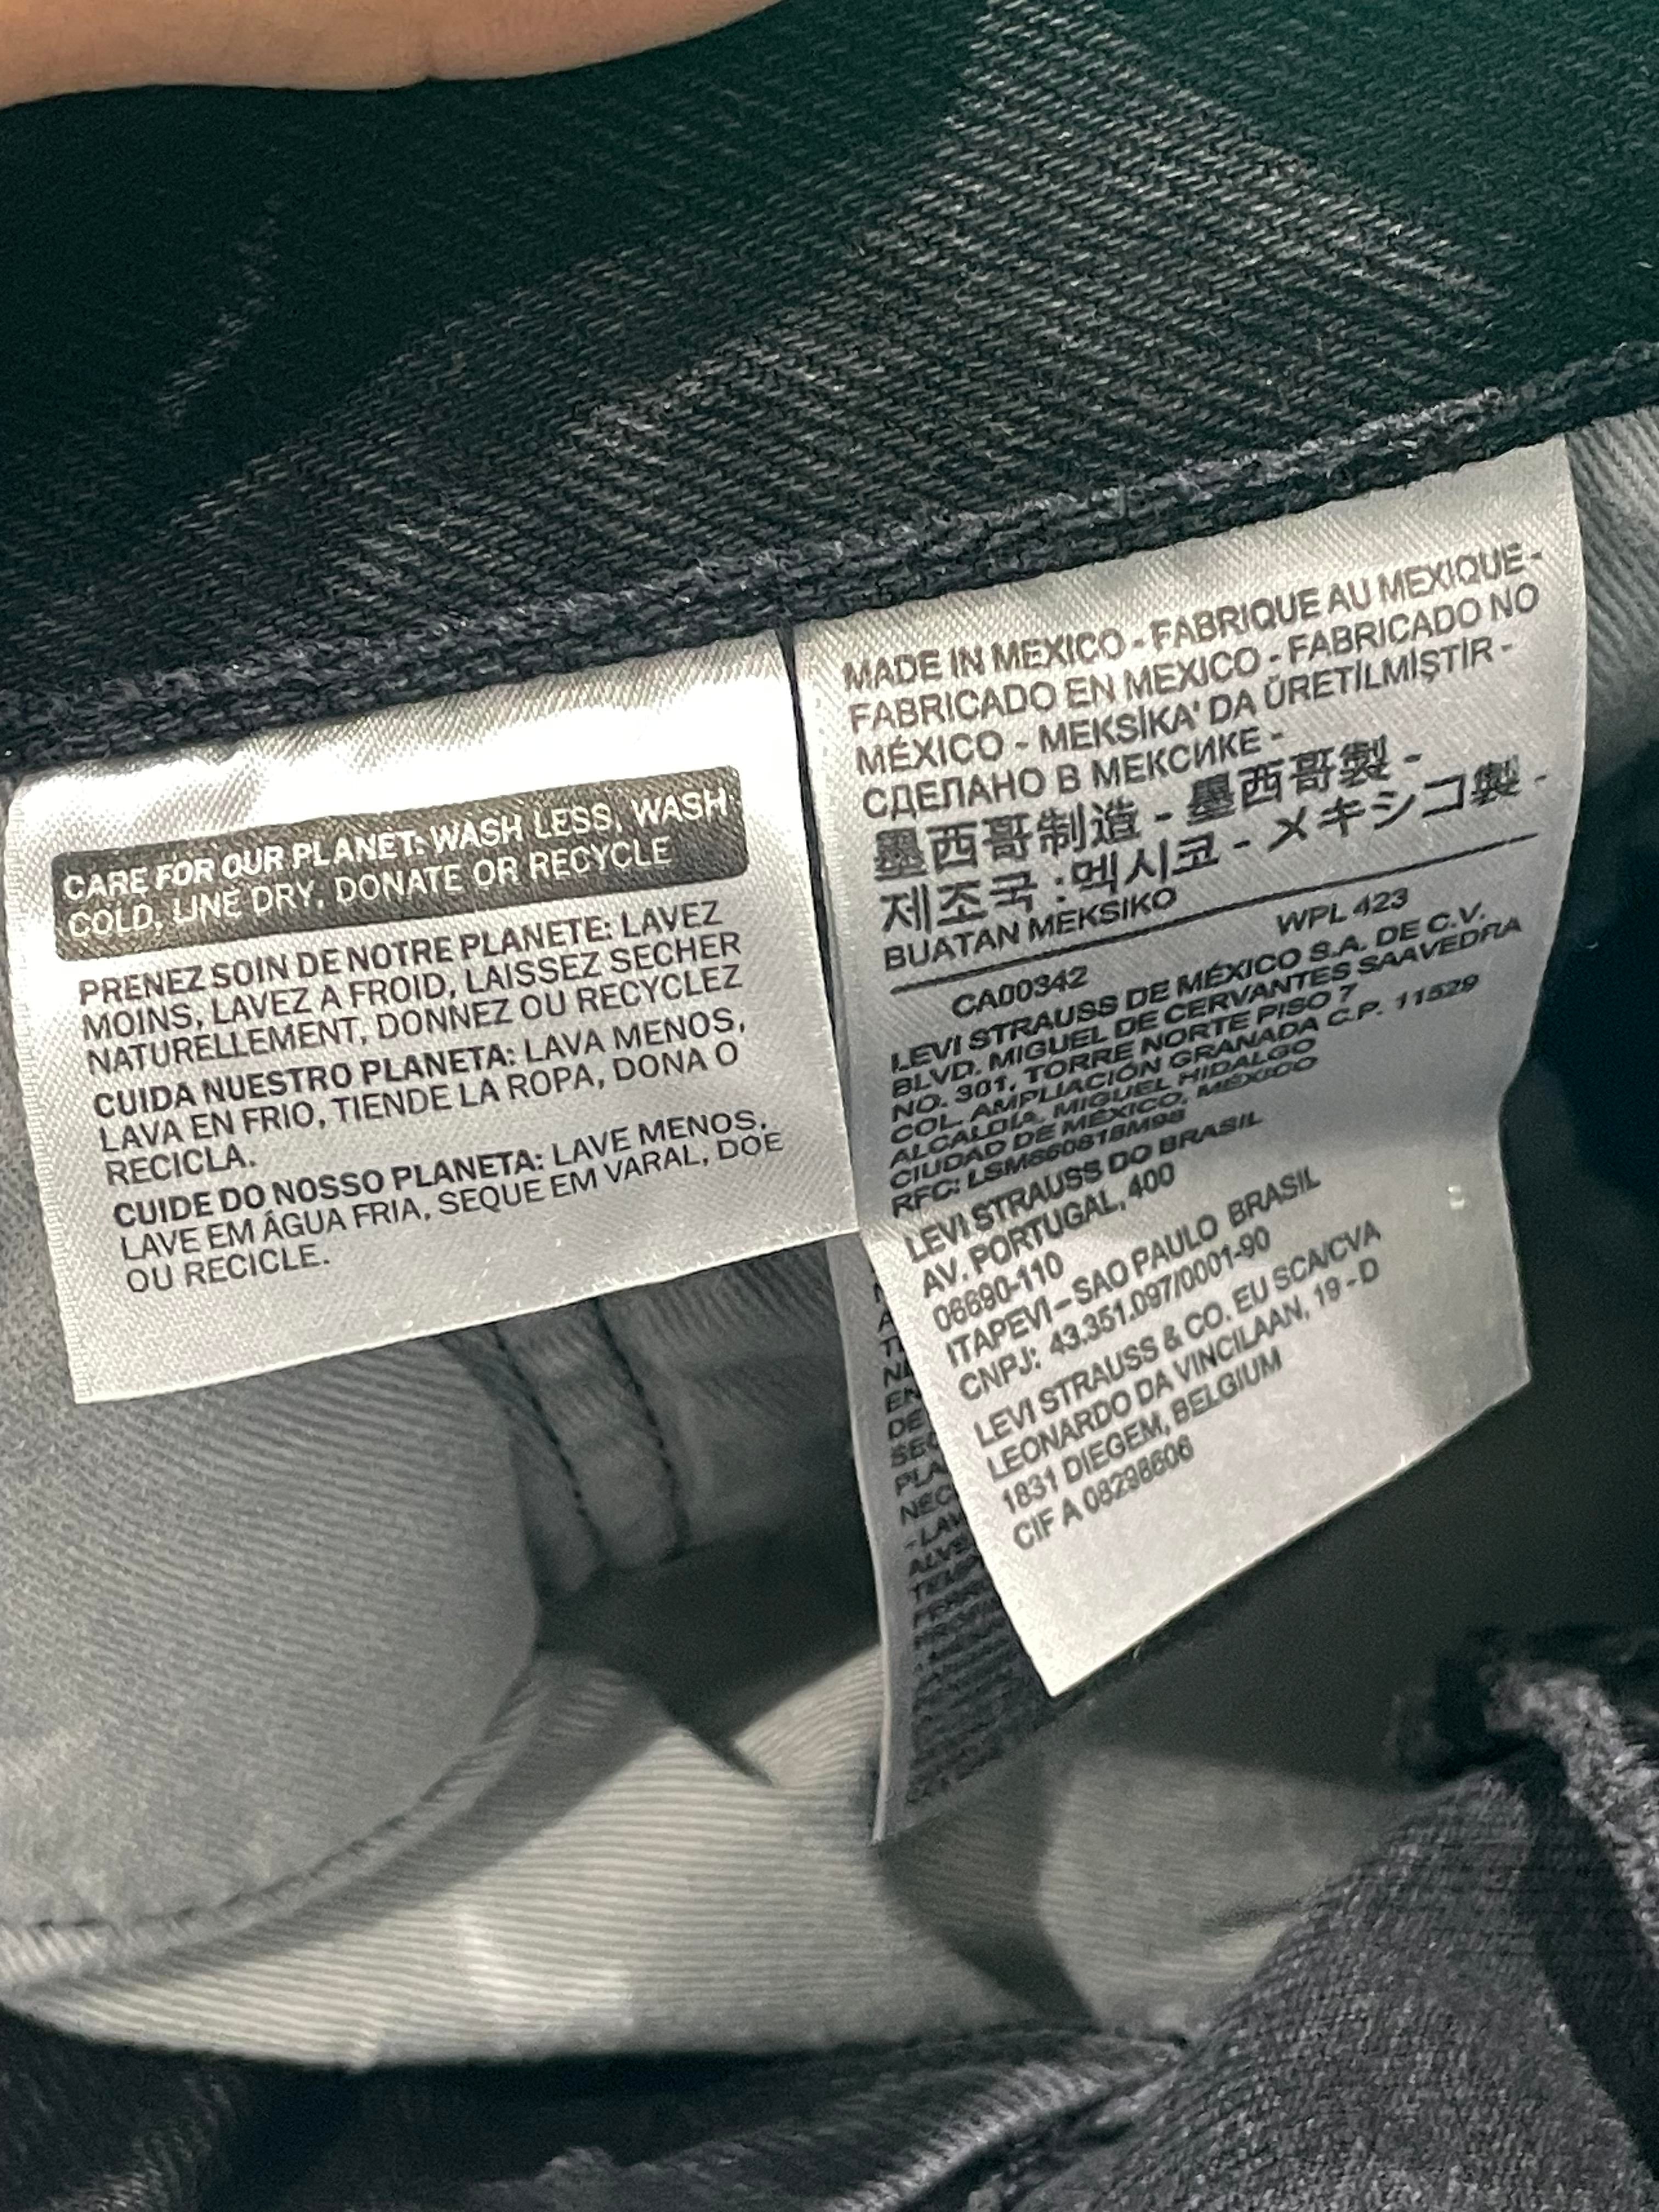 CARE FOR OUR PLANET: WASH LESS, WASH
COLD, LINE DRY, DONATE OR RECYCLE
PRENEZ SOIN DE NOTRE PLANETE: LAVEZ
MOINS, LAVEZ A FROID, LAISSEZ SECHER
NATURELLEMENT, DONNEZ OU RECYCLEZ
CUIDA NUESTRO PLANETA: LAVA MENOS,
LAVA EN FRIO, TIENDE LA ROPA, DONA O
RECICLA.
CUIDE DO NOSSO PLANETA: LAVE MENOS,
LAVE EM ÁGUA FRIA, SEQUE EM VARAL, DOE
OU RECICLE.
MADE IN MEXICO - FABRIQUE AU MEXIQUE -
FABRICADO EN MEXICO - FABRICADO NO
MÉXICO - MEKSİKA' DA ÜRETİLMİŞTİR -
СДЕЛАНО В МЕКСИКЕ -
墨西哥制造 - 墨西哥製 -
제조국 : 멕시코 - メキシコ製 -
BUATAN MEKSIKO
CA00342 WPL 423
LEVI STRAUSS DE MÉXICO S.A. DE C.V.
BLVD. MIGUEL DE CERVANTES SAAVEDRA
NO. 301, TORRE NORTE PISO 7
COL. AMPLIACIÓN GRANADA C.P. 11529
ALCALDÍA, MIGUEL HIDALGO
CIUDAD DE MÉXICO, MÉXICO
RFC: LSM650818M98
LEVI STRAUSS DO BRASIL
AV. PORTUGAL, 400
06690-110
ITAPEVI – SAO PAULO BRASIL
CNPJ: 43.351.097/0001-90
LEVI STRAUSS & CO. EU SCA/CVA
LEONARDO DA VINCILAAN, 19 - D
1831 DIEGEM, BELGIUM
CIF A 08298606